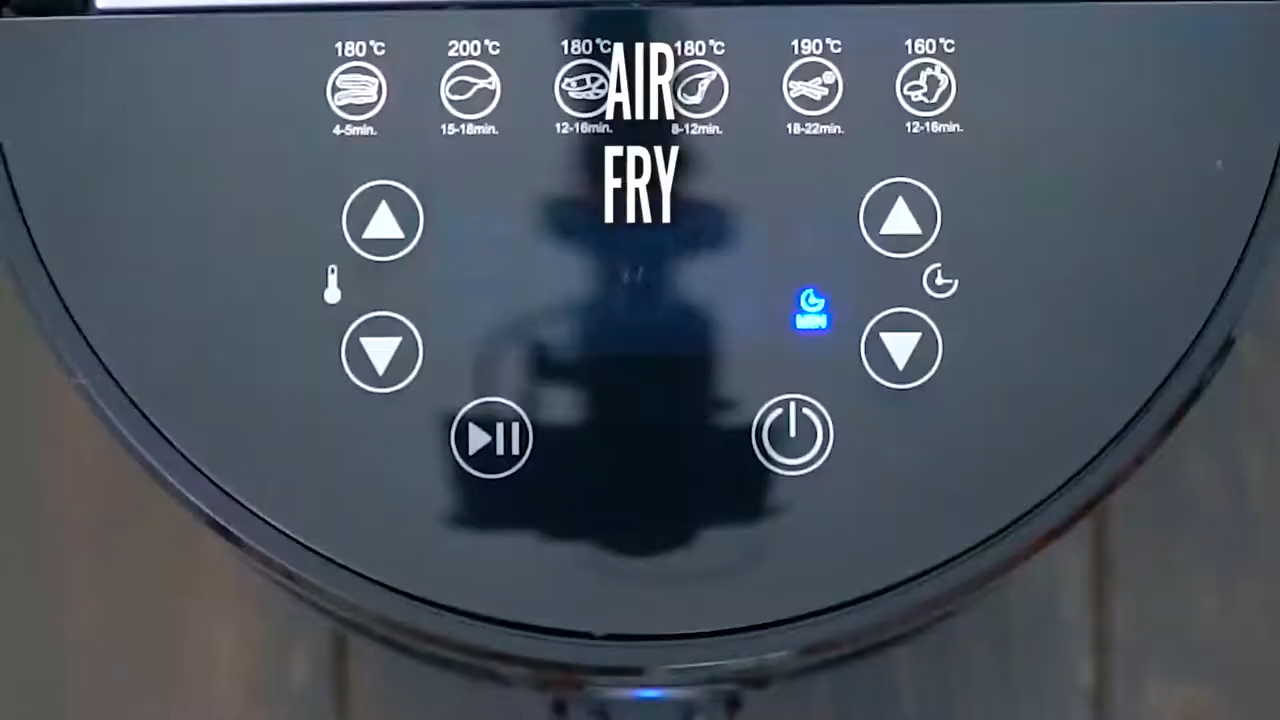 180°C 200°C 180°C 180°C 190°C 160°C
4-5min. 15-18min. 12-16min. 8-12min. 18-22min. 12-16min.
AIR
FRY
MIN